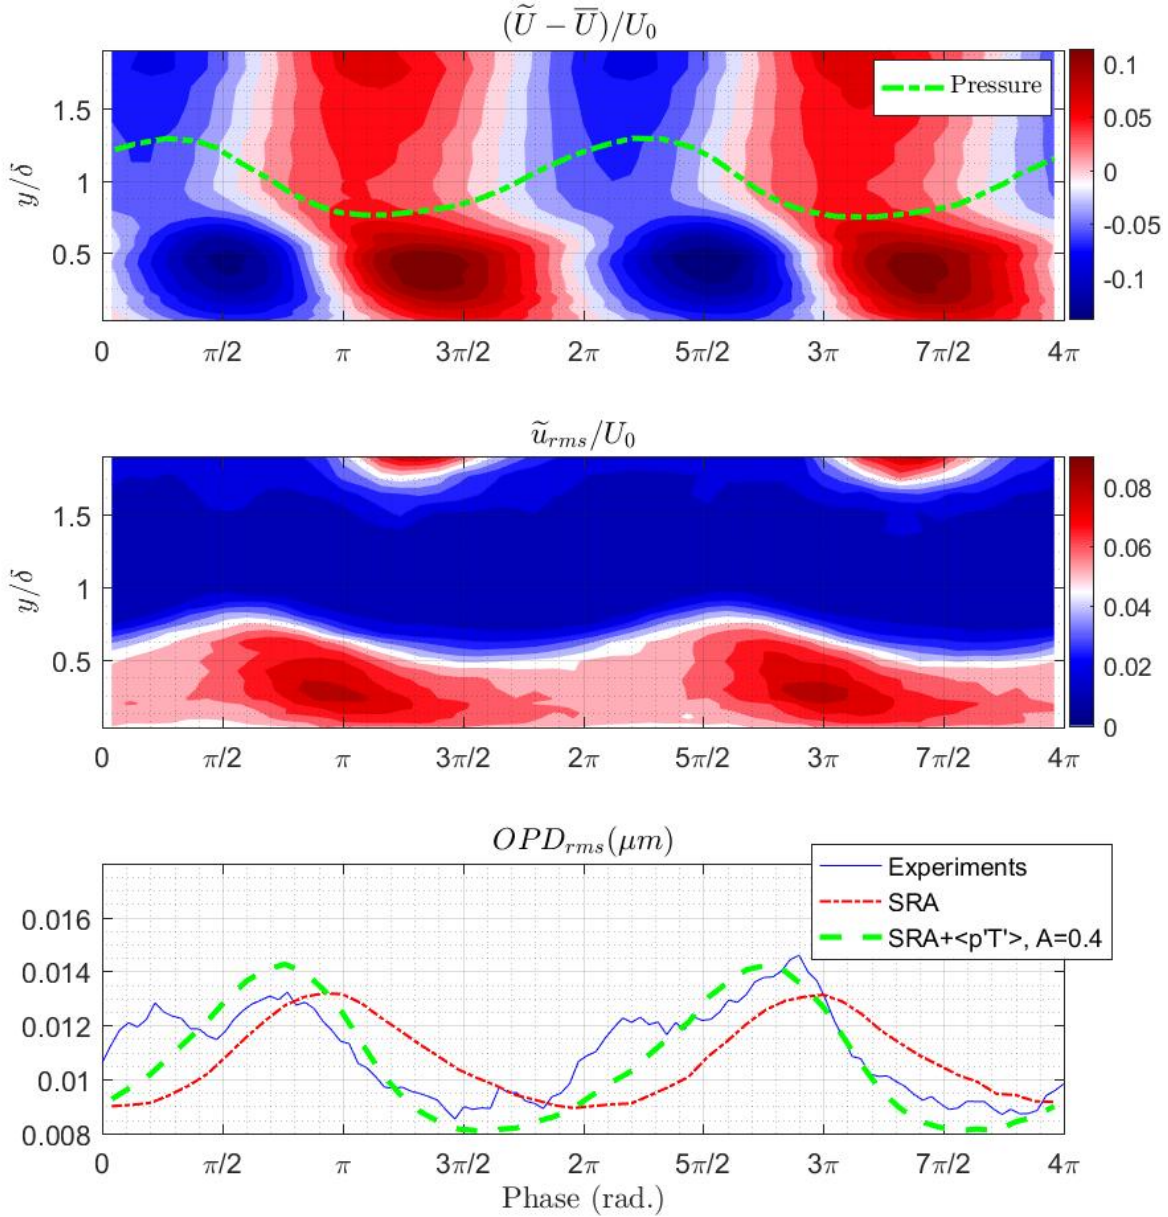 (Ũ − U̅)/U₀
Pressure
y/δ
1.5
1
0.5
0 π/2 π 3π/2 2π 5π/2 3π 7π/2 4π
0.1
0.05
0
-0.05
-0.1
ũ_rms/U₀
y/δ
1.5
1
0.5
0 π/2 π 3π/2 2π 5π/2 3π 7π/2 4π
0.08
0.06
0.04
0.02
0
OPD_rms(μm)
Experiments
SRA
SRA+<p'T'>, A=0.4
0.016
0.014
0.012
0.01
0.008
0 π/2 π 3π/2 2π 5π/2 3π 7π/2 4π
Phase (rad.)